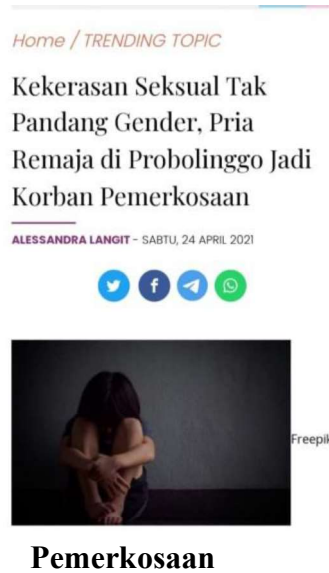 Home / TRENDING TOPIC
Kekerasan Seksual Tak
Pandang Gender, Pria
Remaja di Probolinggo Jadi
Korban Pemerkosaan
ALESSANDRA LANGIT - SABTU, 24 APRIL 2021
Freepik
Pemerkosaan